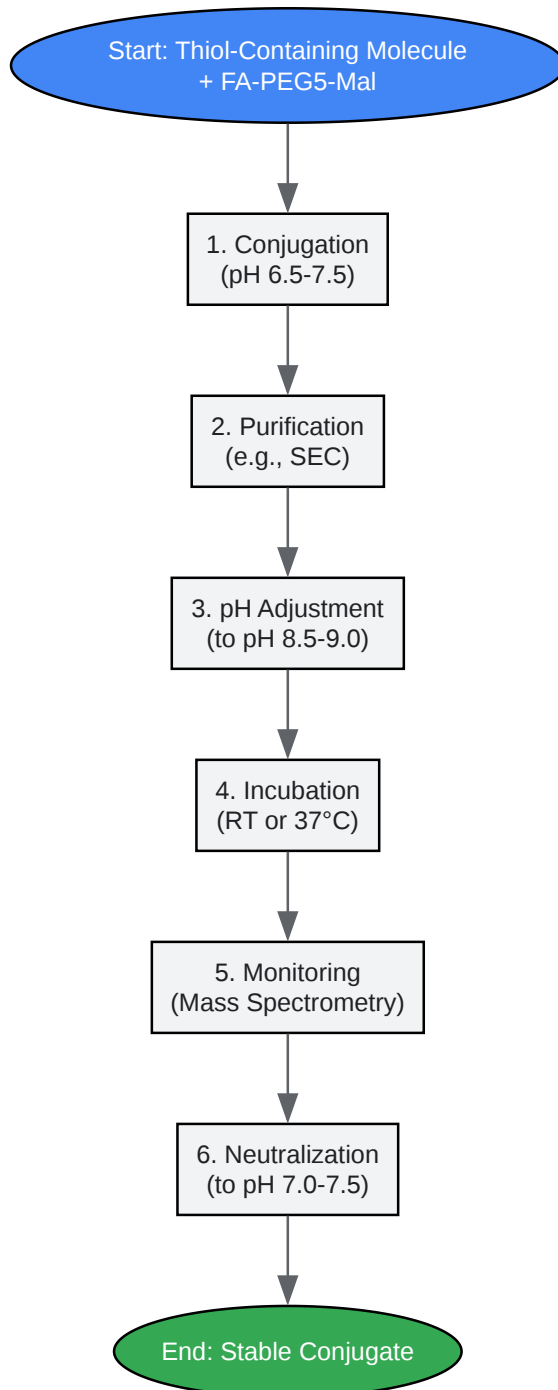 Start: Thiol-Containing Molecule
+ FA-PEG5-Mal
1. Conjugation
(pH 6.5-7.5)
2. Purification
(e.g., SEC)
3. pH Adjustment
(to pH 8.5-9.0)
4. Incubation
(RT or 37°C)
5. Monitoring
(Mass Spectrometry)
6. Neutralization
(to pH 7.0-7.5)
End: Stable Conjugate